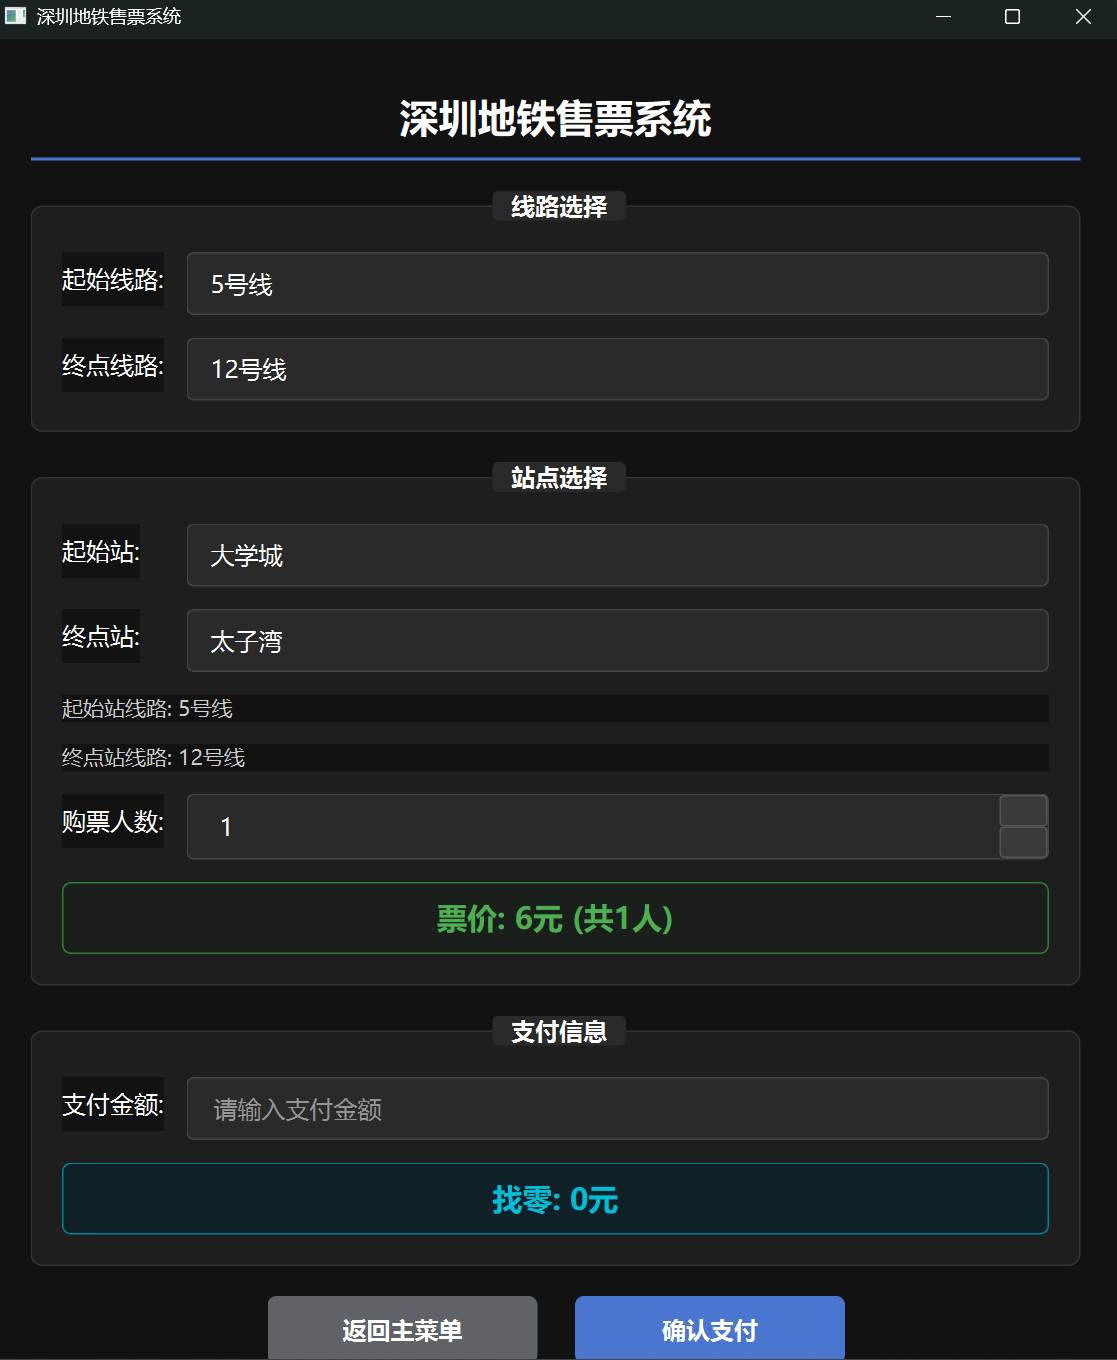 深圳地铁售票系统
深圳地铁售票系统
线路选择
起始线路: 5号线
终点线路: 12号线
站点选择
起始站: 大学城
终点站: 太子湾
起始站线路: 5号线
终点站线路: 12号线
购票人数: 1
票价: 6元 (共1人)
支付信息
支付金额: 请输入支付金额
找零: 0元
返回主菜单 确认支付